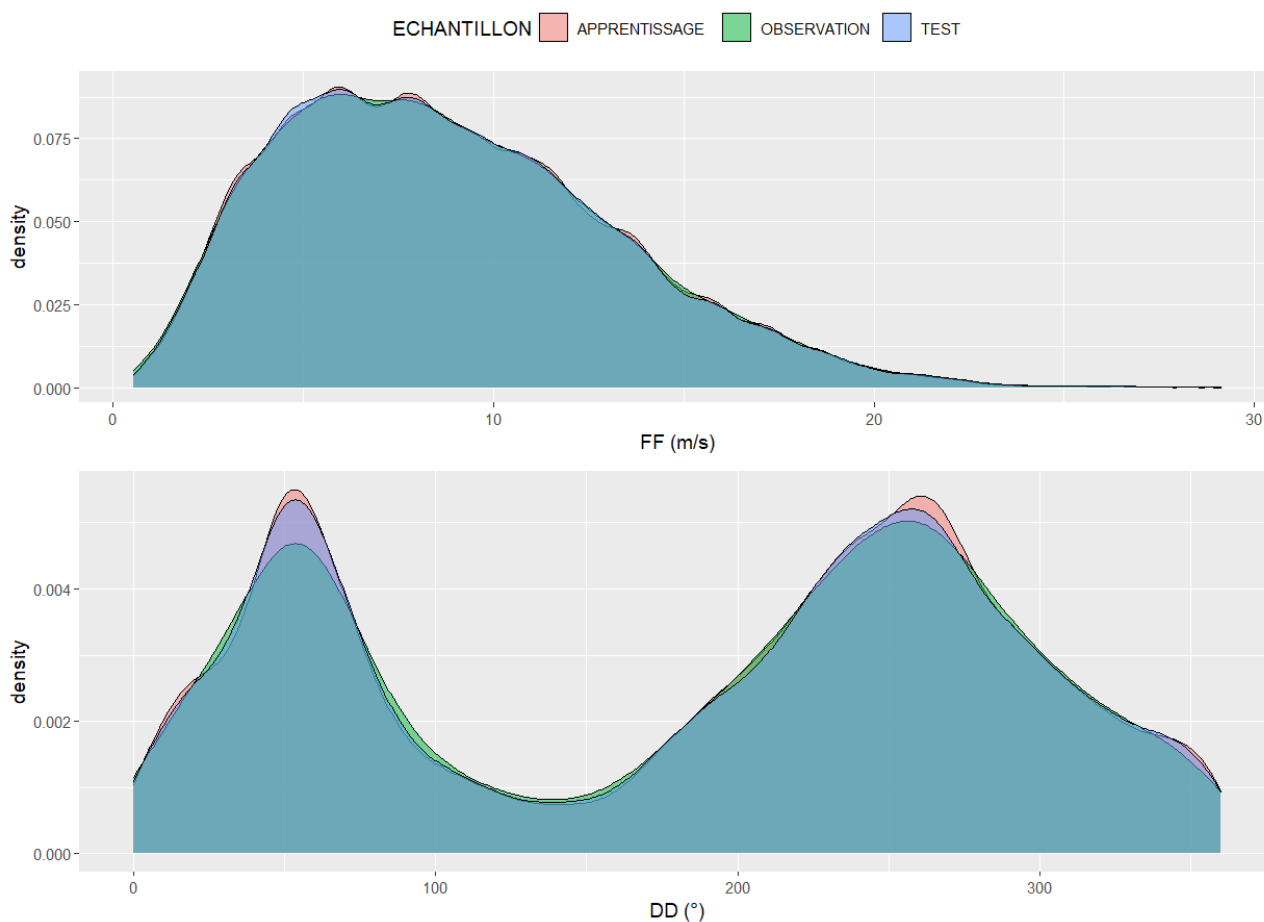 ECHANTILLON APPRENTISSAGE OBSERVATION TEST
density
0.075
0.050
0.025
0.000
0 10 20 30
FF (m/s)
density
0.004
0.002
0.000
0 100 200 300
DD (°)